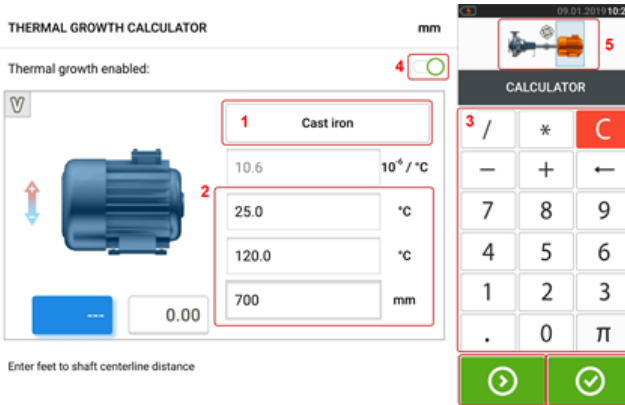 THERMAL GROWTH CALCULATOR mm
Thermal growth enabled: 4
V
1 Cast iron
10.6 10⁻⁶ / °C
2
25.0 °C
120.0 °C
700 mm
--- 0.00
Enter feet to shaft centerline distance
09.01.2019 10:2
5
CALCULATOR
3
/ * C
− + ←
7 8 9
4 5 6
1 2 3
. 0 π